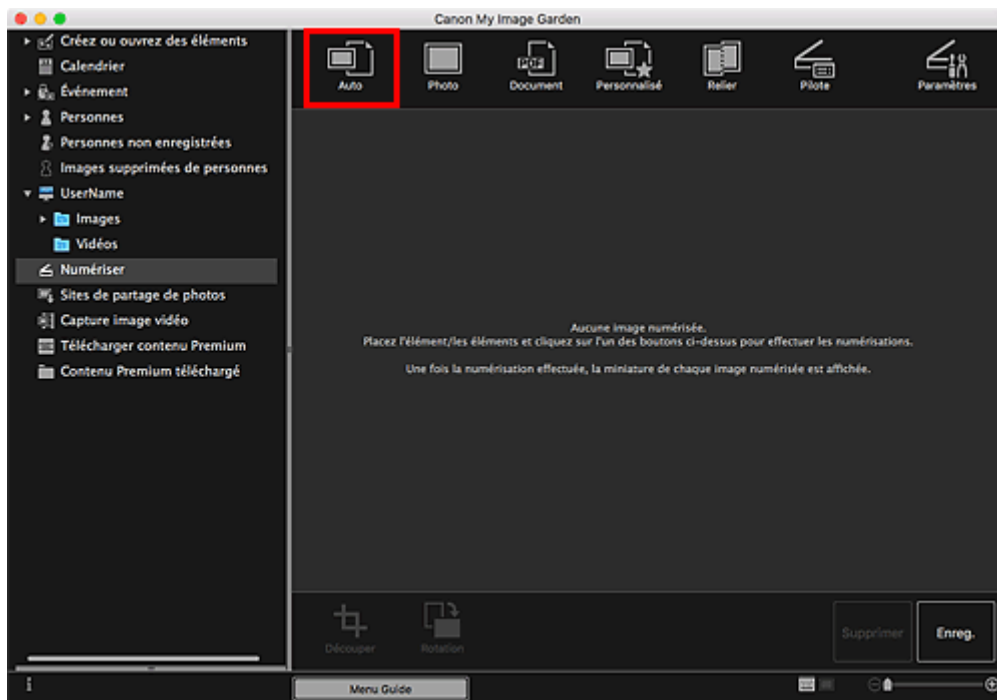 Canon My Image Garden
Créez ou ouvrez des éléments
Calendrier
Événement
Personnes
Personnes non enregistrées
Images supprimées de personnes
UserName
Images
Vidéos
Numériser
Sites de partage de photos
Capture image vidéo
Télécharger contenu Premium
Contenu Premium téléchargé
Auto
Photo
PDF
Document
Personnalisé
Relier
Pilote
Paramètres
Aucune image numérisée.
Placez l'élément/les éléments et cliquez sur l'un des boutons ci-dessus pour effectuer les numérisations.
Une fois la numérisation effectuée, la miniature de chaque image numérisée est affichée.
Découper
Rotation
Supprimer
Enreg.
Menu Guide